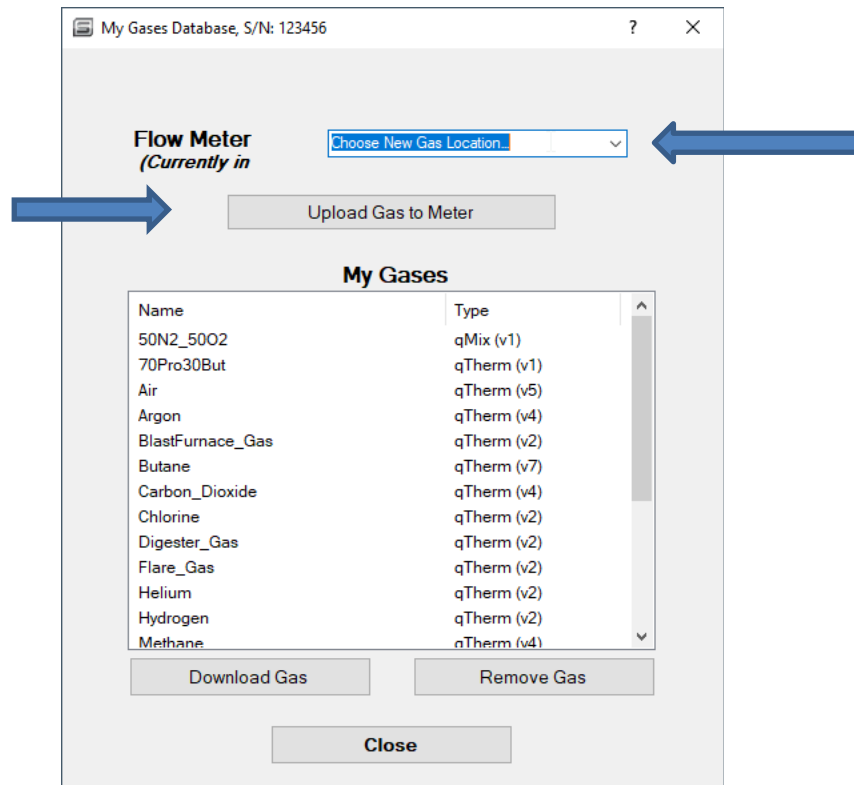 My Gases Database, S/N: 123456 ?
Flow Meter
(Currently in
Choose New Gas Location...
Upload Gas to Meter
My Gases
Name Type
50N2_50O2 qMix (v1)
70Pro30But qTherm (v1)
Air qTherm (v5)
Argon qTherm (v4)
BlastFurnace_Gas qTherm (v2)
Butane qTherm (v7)
Carbon_Dioxide qTherm (v4)
Chlorine qTherm (v2)
Digester_Gas qTherm (v2)
Flare_Gas qTherm (v2)
Helium qTherm (v2)
Hydrogen qTherm (v2)
Methane qTherm (v4)
Download Gas Remove Gas
Close